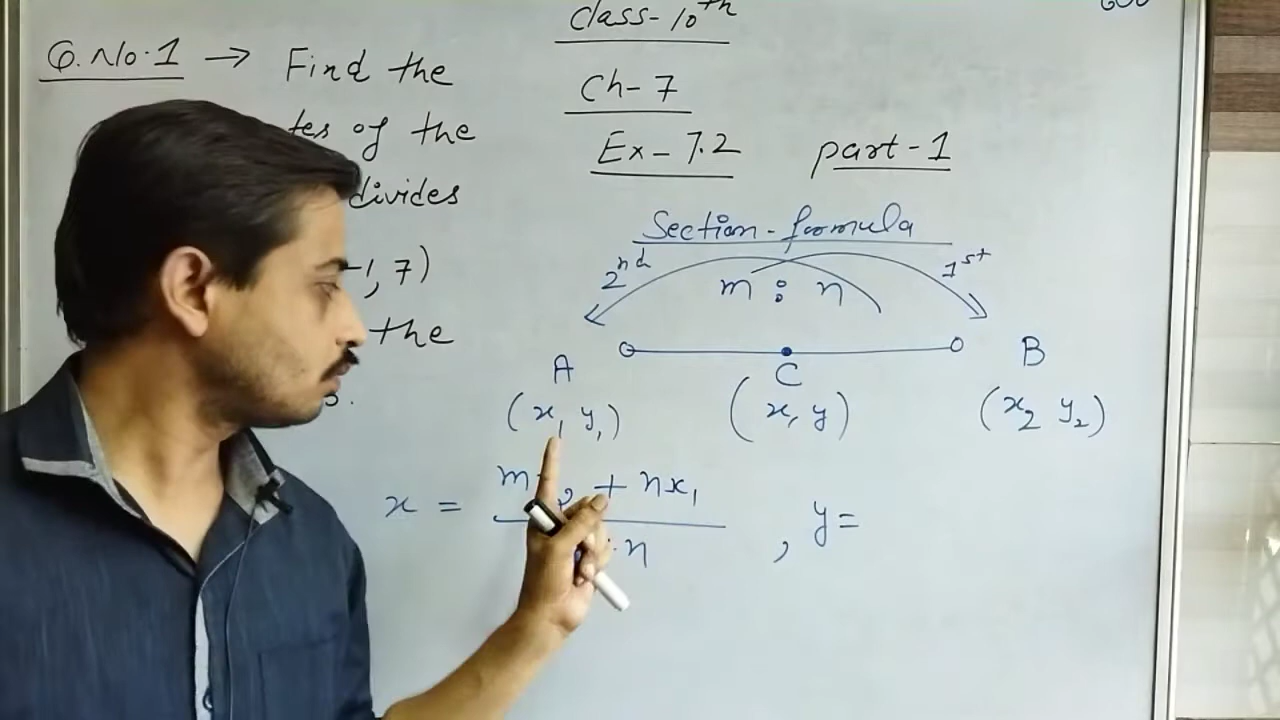 Class-10th
Q.No.1 → Find the
tes of the
divides
-1, 7)
the
s.
Ch-7
Ex-7.2 part-1
Section-formula
2nd 1st
m : n
A C B
(x₁ y₁) (x, y) (x₂ y₂)
x = m + nx₁ , y =
n